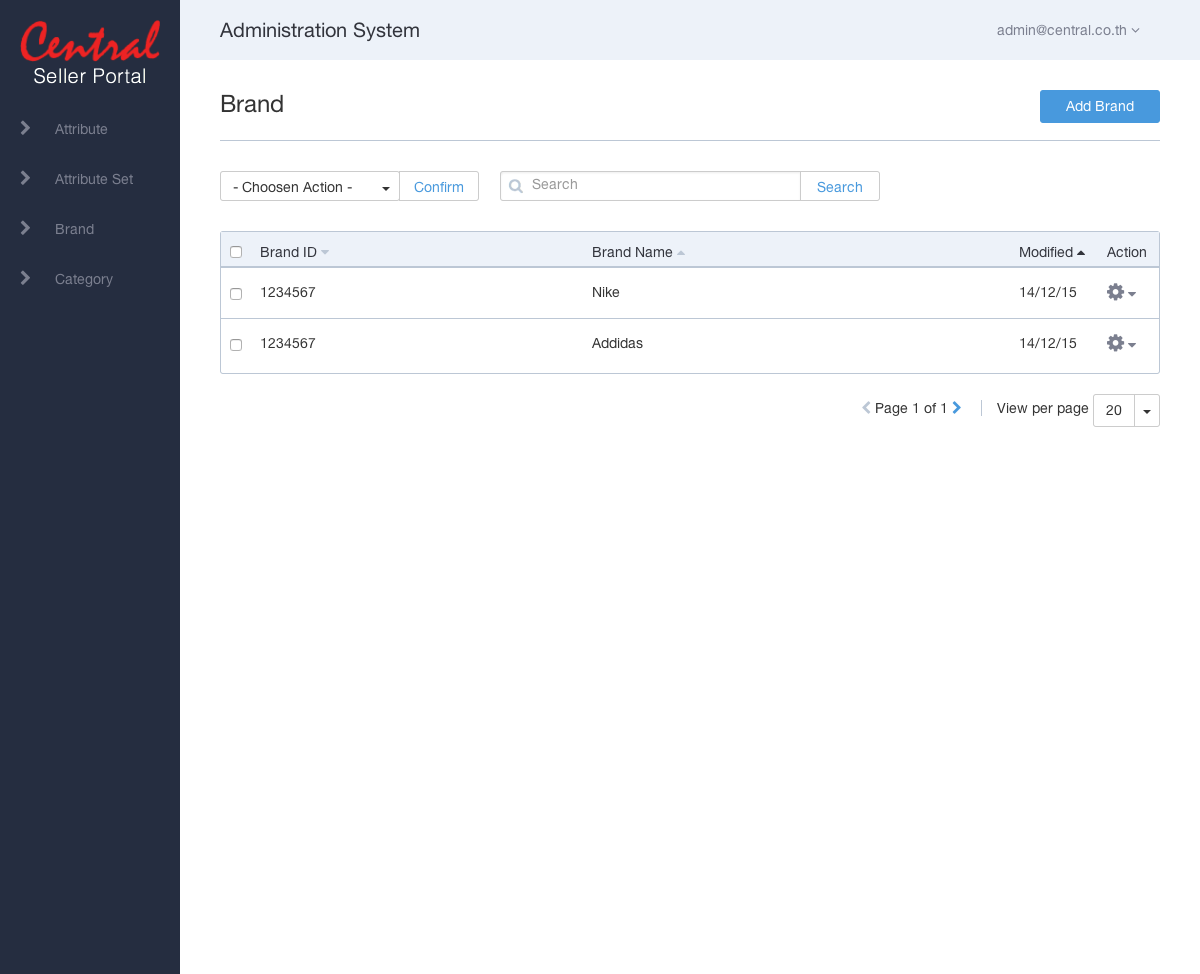 Central
Seller Portal
Administration System
admin@central.co.th
Attribute
Attribute Set
Brand
Category
Brand
Add Brand
- Choosen Action -
Confirm
Search
Search
Brand ID
Brand Name
Modified
Action
1234567
Nike
14/12/15
1234567
Addidas
14/12/15
Page 1 of 1
View per page
20